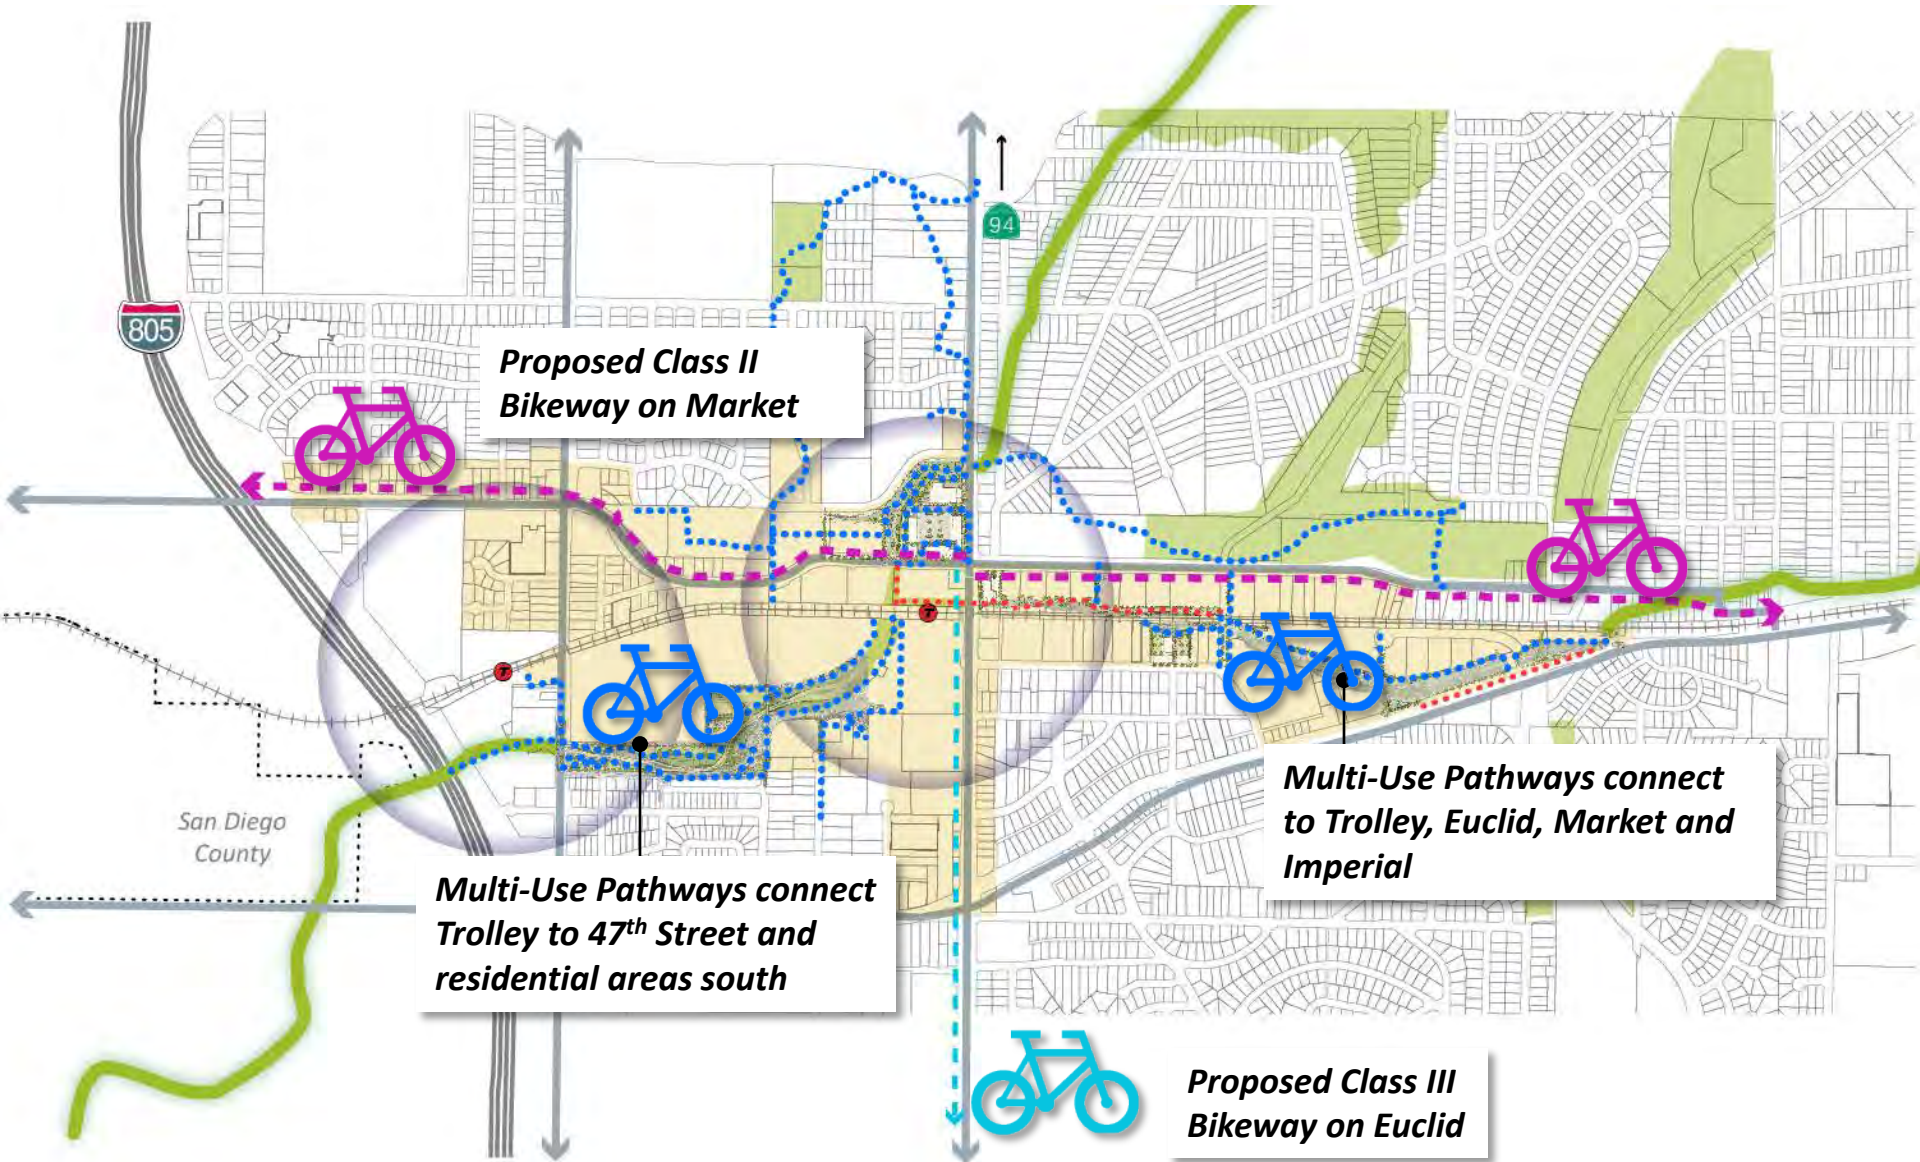 94
805
Proposed Class II
Bikeway on Market
T
T
San Diego
County
Multi-Use Pathways connect
to Trolley, Euclid, Market and
Imperial
Multi-Use Pathways connect
Trolley to 47th Street and
residential areas south
Proposed Class III
Bikeway on Euclid